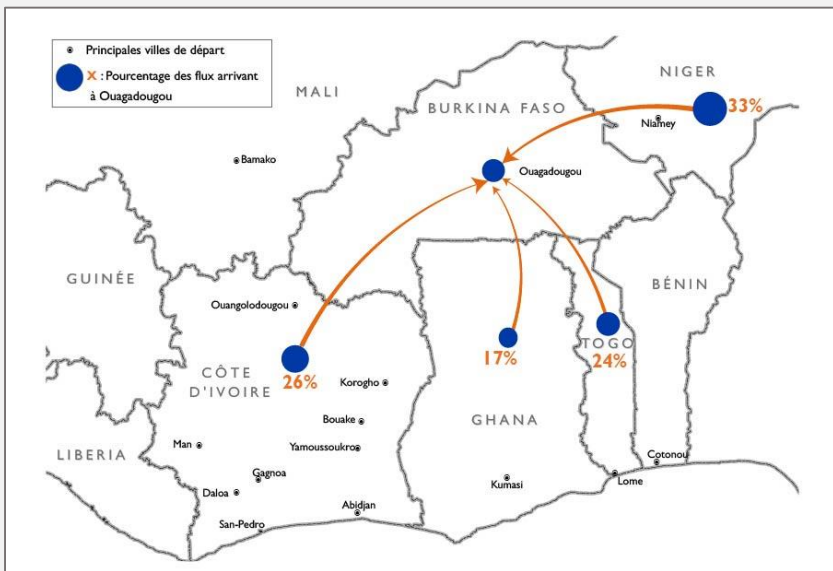 Principales villes de départ
X : Pourcentage des flux arrivant
à Ouagadougou
NIGER
MALI
33%
BURKINA FASO
Niamey
Bamako
Ouagadougou
GUINÉE
BÉNIN
Ouangolodougou
TOGO
24%
17%
CÔTE
D'IVOIRE
26%
Korogho
GHANA
Bouake
Man
Yamoussoukro
LIBERIA
Cotonou
Gagnoa
Lome
Kumasi
Daloa
Abidjan
San-Pedro